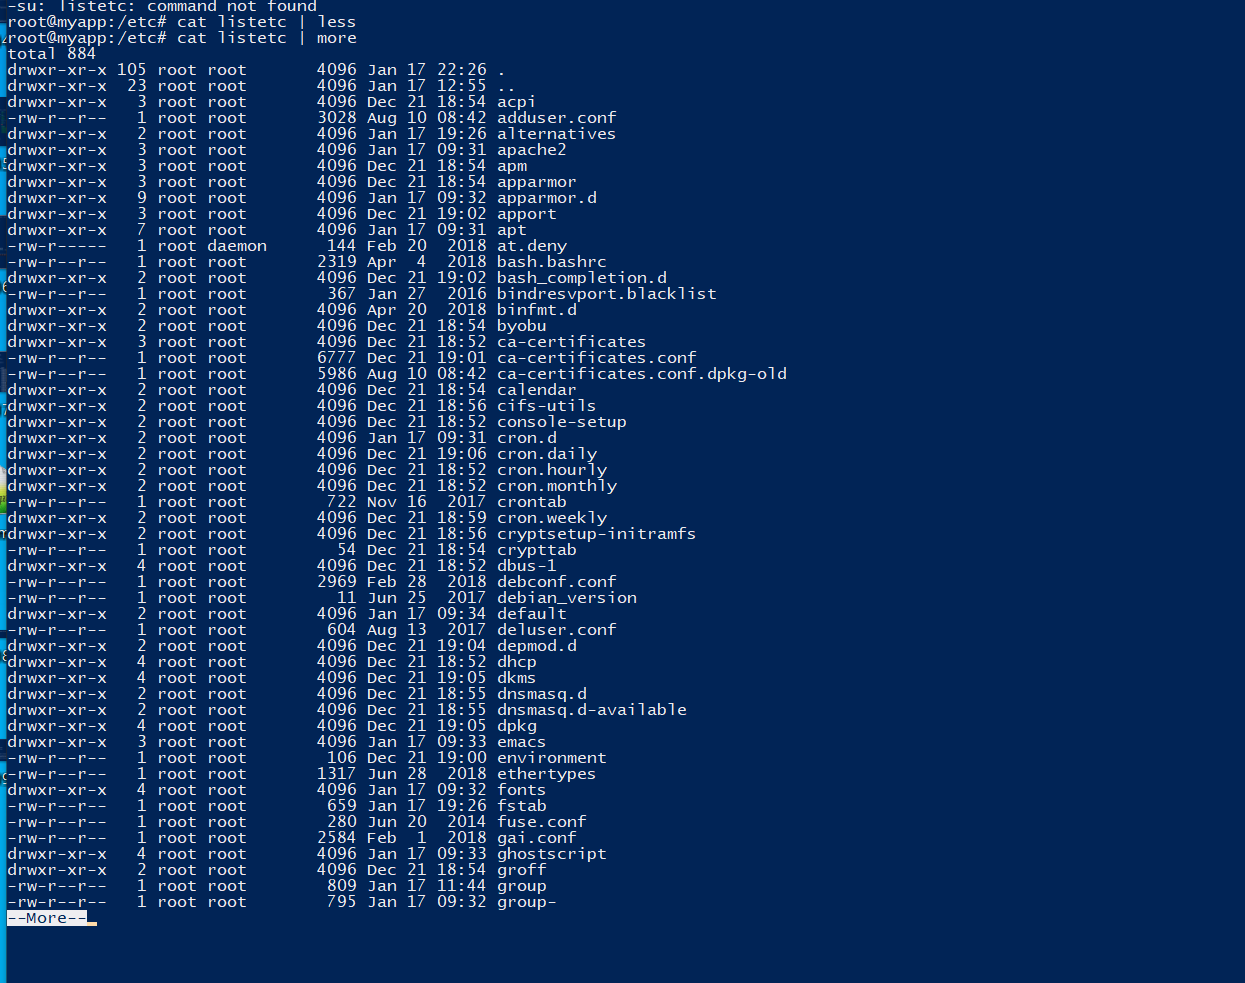 -su: listetc: command not found
root@myapp:/etc# cat listetc | less
root@myapp:/etc# cat listetc | more
total 884
drwxr-xr-x 105 root root       4096 Jan 17 22:26 .
drwxr-xr-x  23 root root       4096 Jan 17 12:55 ..
drwxr-xr-x   3 root root       4096 Dec 21 18:54 acpi
-rw-r--r--   1 root root       3028 Aug 10 08:42 adduser.conf
drwxr-xr-x   2 root root       4096 Jan 17 19:26 alternatives
drwxr-xr-x   3 root root       4096 Jan 17 09:31 apache2
drwxr-xr-x   3 root root       4096 Dec 21 18:54 apm
drwxr-xr-x   3 root root       4096 Dec 21 18:54 apparmor
drwxr-xr-x   9 root root       4096 Jan 17 09:32 apparmor.d
drwxr-xr-x   3 root root       4096 Dec 21 19:02 apport
drwxr-xr-x   7 root root       4096 Jan 17 09:31 apt
-rw-r-----   1 root daemon      144 Feb 20  2018 at.deny
-rw-r--r--   1 root root       2319 Apr  4  2018 bash.bashrc
drwxr-xr-x   2 root root       4096 Dec 21 19:02 bash_completion.d
-rw-r--r--   1 root root        367 Jan 27  2016 bindresvport.blacklist
drwxr-xr-x   2 root root       4096 Apr 20  2018 binfmt.d
drwxr-xr-x   2 root root       4096 Dec 21 18:54 byobu
drwxr-xr-x   3 root root       4096 Dec 21 18:52 ca-certificates
-rw-r--r--   1 root root       6777 Dec 21 19:01 ca-certificates.conf
-rw-r--r--   1 root root       5986 Aug 10 08:42 ca-certificates.conf.dpkg-old
drwxr-xr-x   2 root root       4096 Dec 21 18:54 calendar
drwxr-xr-x   2 root root       4096 Dec 21 18:56 cifs-utils
drwxr-xr-x   2 root root       4096 Dec 21 18:52 console-setup
drwxr-xr-x   2 root root       4096 Jan 17 09:31 cron.d
drwxr-xr-x   2 root root       4096 Dec 21 19:06 cron.daily
drwxr-xr-x   2 root root       4096 Dec 21 18:52 cron.hourly
drwxr-xr-x   2 root root       4096 Dec 21 18:52 cron.monthly
-rw-r--r--   1 root root        722 Nov 16  2017 crontab
drwxr-xr-x   2 root root       4096 Dec 21 18:59 cron.weekly
drwxr-xr-x   2 root root       4096 Dec 21 18:56 cryptsetup-initramfs
-rw-r--r--   1 root root         54 Dec 21 18:54 crypttab
drwxr-xr-x   4 root root       4096 Dec 21 18:52 dbus-1
-rw-r--r--   1 root root       2969 Feb 28  2018 debconf.conf
-rw-r--r--   1 root root         11 Jun 25  2017 debian_version
drwxr-xr-x   2 root root       4096 Jan 17 09:34 default
-rw-r--r--   1 root root        604 Aug 13  2017 deluser.conf
drwxr-xr-x   2 root root       4096 Dec 21 19:04 depmod.d
drwxr-xr-x   4 root root       4096 Dec 21 18:52 dhcp
drwxr-xr-x   4 root root       4096 Dec 21 19:05 dkms
drwxr-xr-x   2 root root       4096 Dec 21 18:55 dnsmasq.d
drwxr-xr-x   2 root root       4096 Dec 21 18:55 dnsmasq.d-available
drwxr-xr-x   4 root root       4096 Dec 21 19:05 dpkg
drwxr-xr-x   3 root root       4096 Jan 17 09:33 emacs
-rw-r--r--   1 root root        106 Dec 21 19:00 environment
-rw-r--r--   1 root root       1317 Jun 28  2018 ethertypes
drwxr-xr-x   4 root root       4096 Jan 17 09:32 fonts
-rw-r--r--   1 root root        659 Jan 17 19:26 fstab
-rw-r--r--   1 root root        280 Jun 20  2014 fuse.conf
-rw-r--r--   1 root root       2584 Feb  1  2018 gai.conf
drwxr-xr-x   4 root root       4096 Jan 17 09:33 ghostscript
drwxr-xr-x   2 root root       4096 Dec 21 18:54 groff
-rw-r--r--   1 root root        809 Jan 17 11:44 group
-rw-r--r--   1 root root        795 Jan 17 09:32 group-
--More--